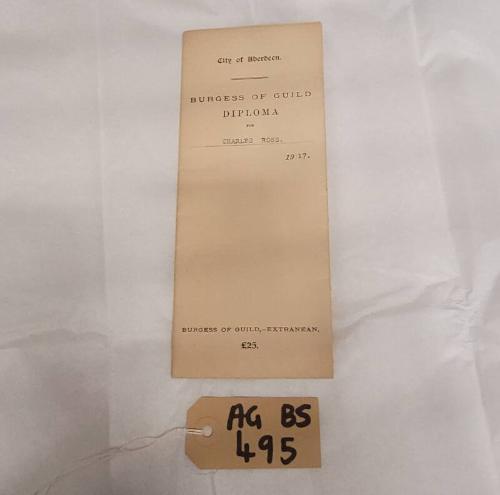 City of Aberdeen.
BURGESS OF GUILD
DIPLOMA
FOR
CHARLES ROSS.
1917.
BURGESS OF GUILD,—EXTRANEAN.
£25.
AG BS
495